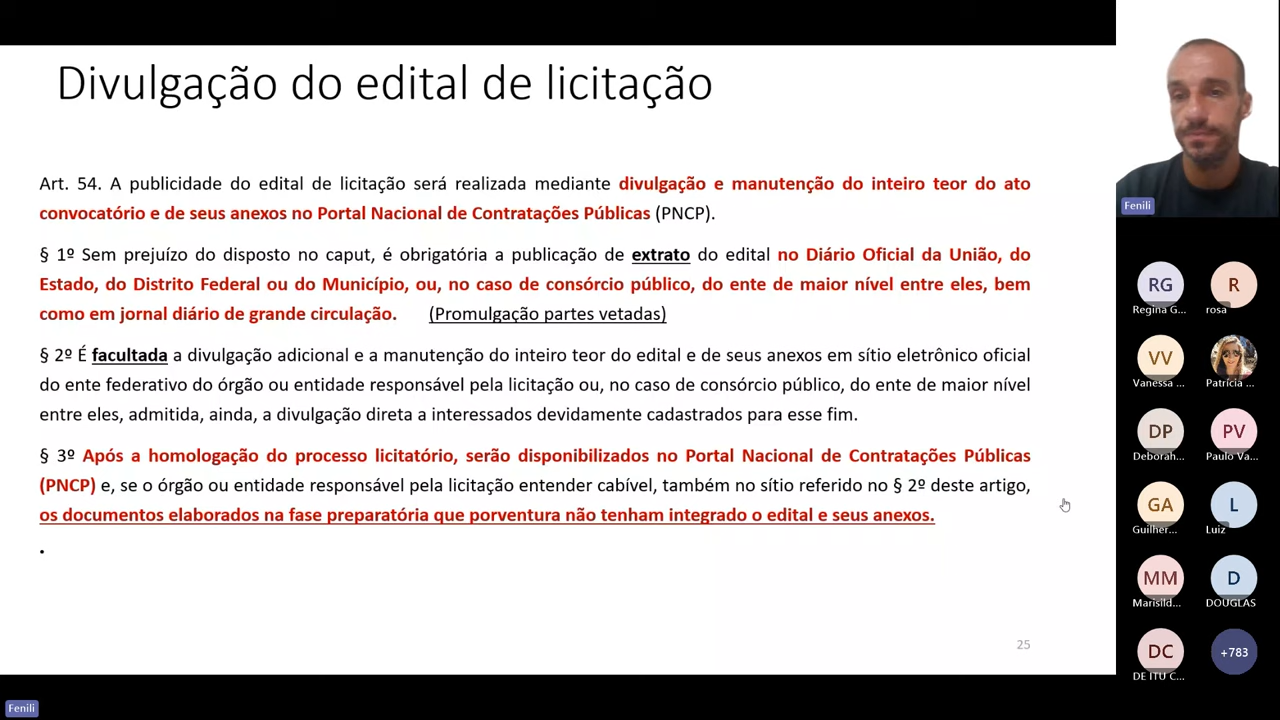 Divulgação do edital de licitação
Art. 54. A publicidade do edital de licitação será realizada mediante divulgação e manutenção do inteiro teor do ato
convocatório e de seus anexos no Portal Nacional de Contratações Públicas (PNCP).
§ 1º Sem prejuízo do disposto no caput, é obrigatória a publicação de extrato do edital no Diário Oficial da União, do
Estado, do Distrito Federal ou do Município, ou, no caso de consórcio público, do ente de maior nível entre eles, bem
como em jornal diário de grande circulação. (Promulgação partes vetadas)
§ 2º É facultada a divulgação adicional e a manutenção do inteiro teor do edital e de seus anexos em sítio eletrônico oficial
do ente federativo do órgão ou entidade responsável pela licitação ou, no caso de consórcio público, do ente de maior nível
entre eles, admitida, ainda, a divulgação direta a interessados devidamente cadastrados para esse fim.
§ 3º Após a homologação do processo licitatório, serão disponibilizados no Portal Nacional de Contratações Públicas
(PNCP) e, se o órgão ou entidade responsável pela licitação entender cabível, também no sítio referido no § 2º deste artigo,
os documentos elaborados na fase preparatória que porventura não tenham integrado o edital e seus anexos.
.
25
Fenili
RG R
Regina G... rosa
VV
Vanessa ... Patrícia ...
DP PV
Deborah... Paulo Va...
GA L
Guilher... Luiz
MM D
Marisild... DOUGLAS
DC +783
DE ITU C...
Fenili